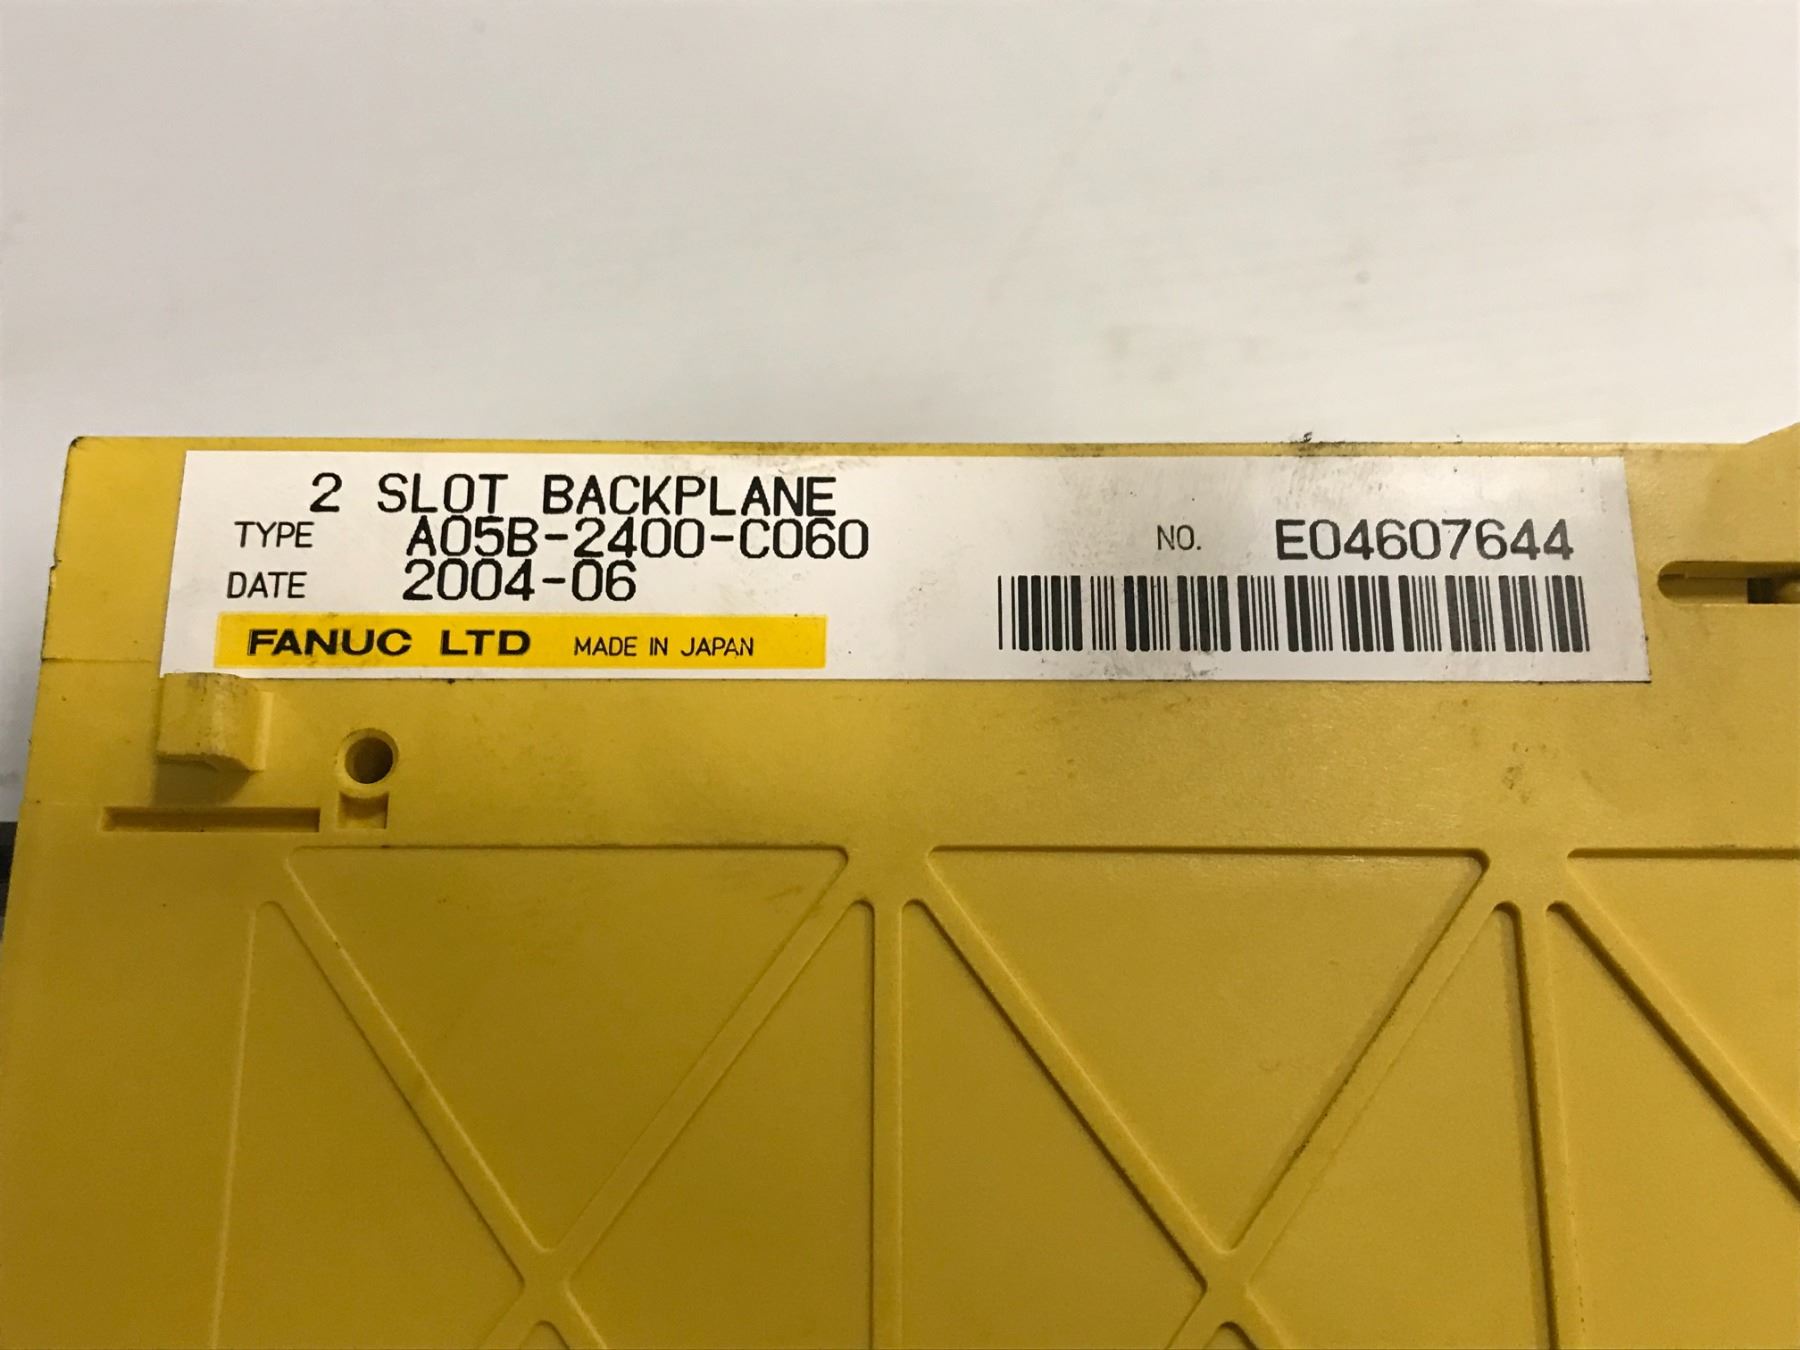 2 SLOT BACKPLANE
TYPE A05B-2400-C060
DATE 2004-06
FANUC LTD MADE IN JAPAN
NO. E04607644